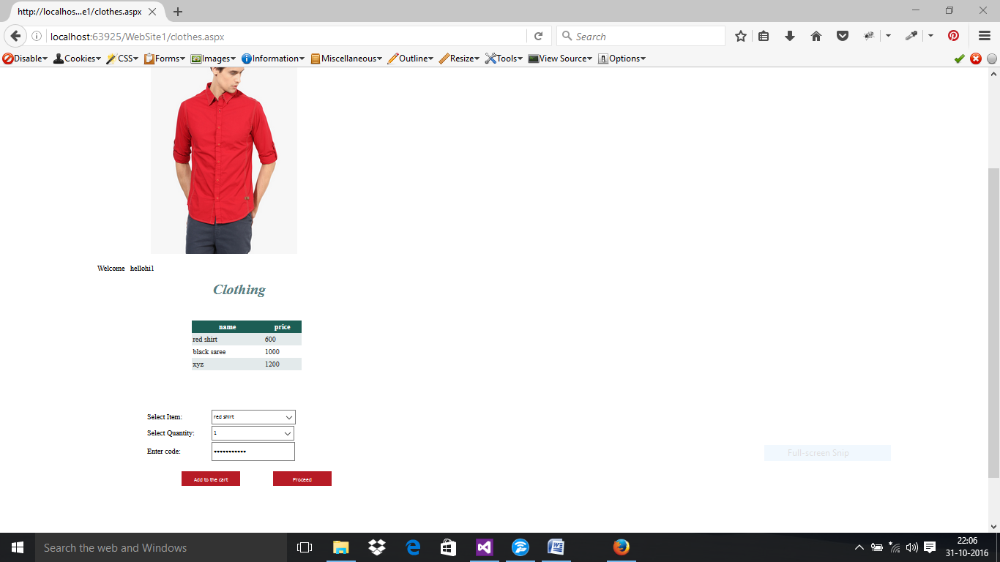 http://localhos...e1/clothes.aspx
localhost:63925/WebSite1/clothes.aspx
Search
Disable Cookies CSS Forms Images Information Miscellaneous Outline Resize Tools View Source Options
Welcome hellohi1
Clothing
name price
red shirt 600
black saree 1000
xyz 1200
Select Item: red shirt
Select Quantity: 1
Enter code: •••••••••••
Full-screen Snip
Add to the cart Proceed
Search the web and Windows
22:06
31-10-2016